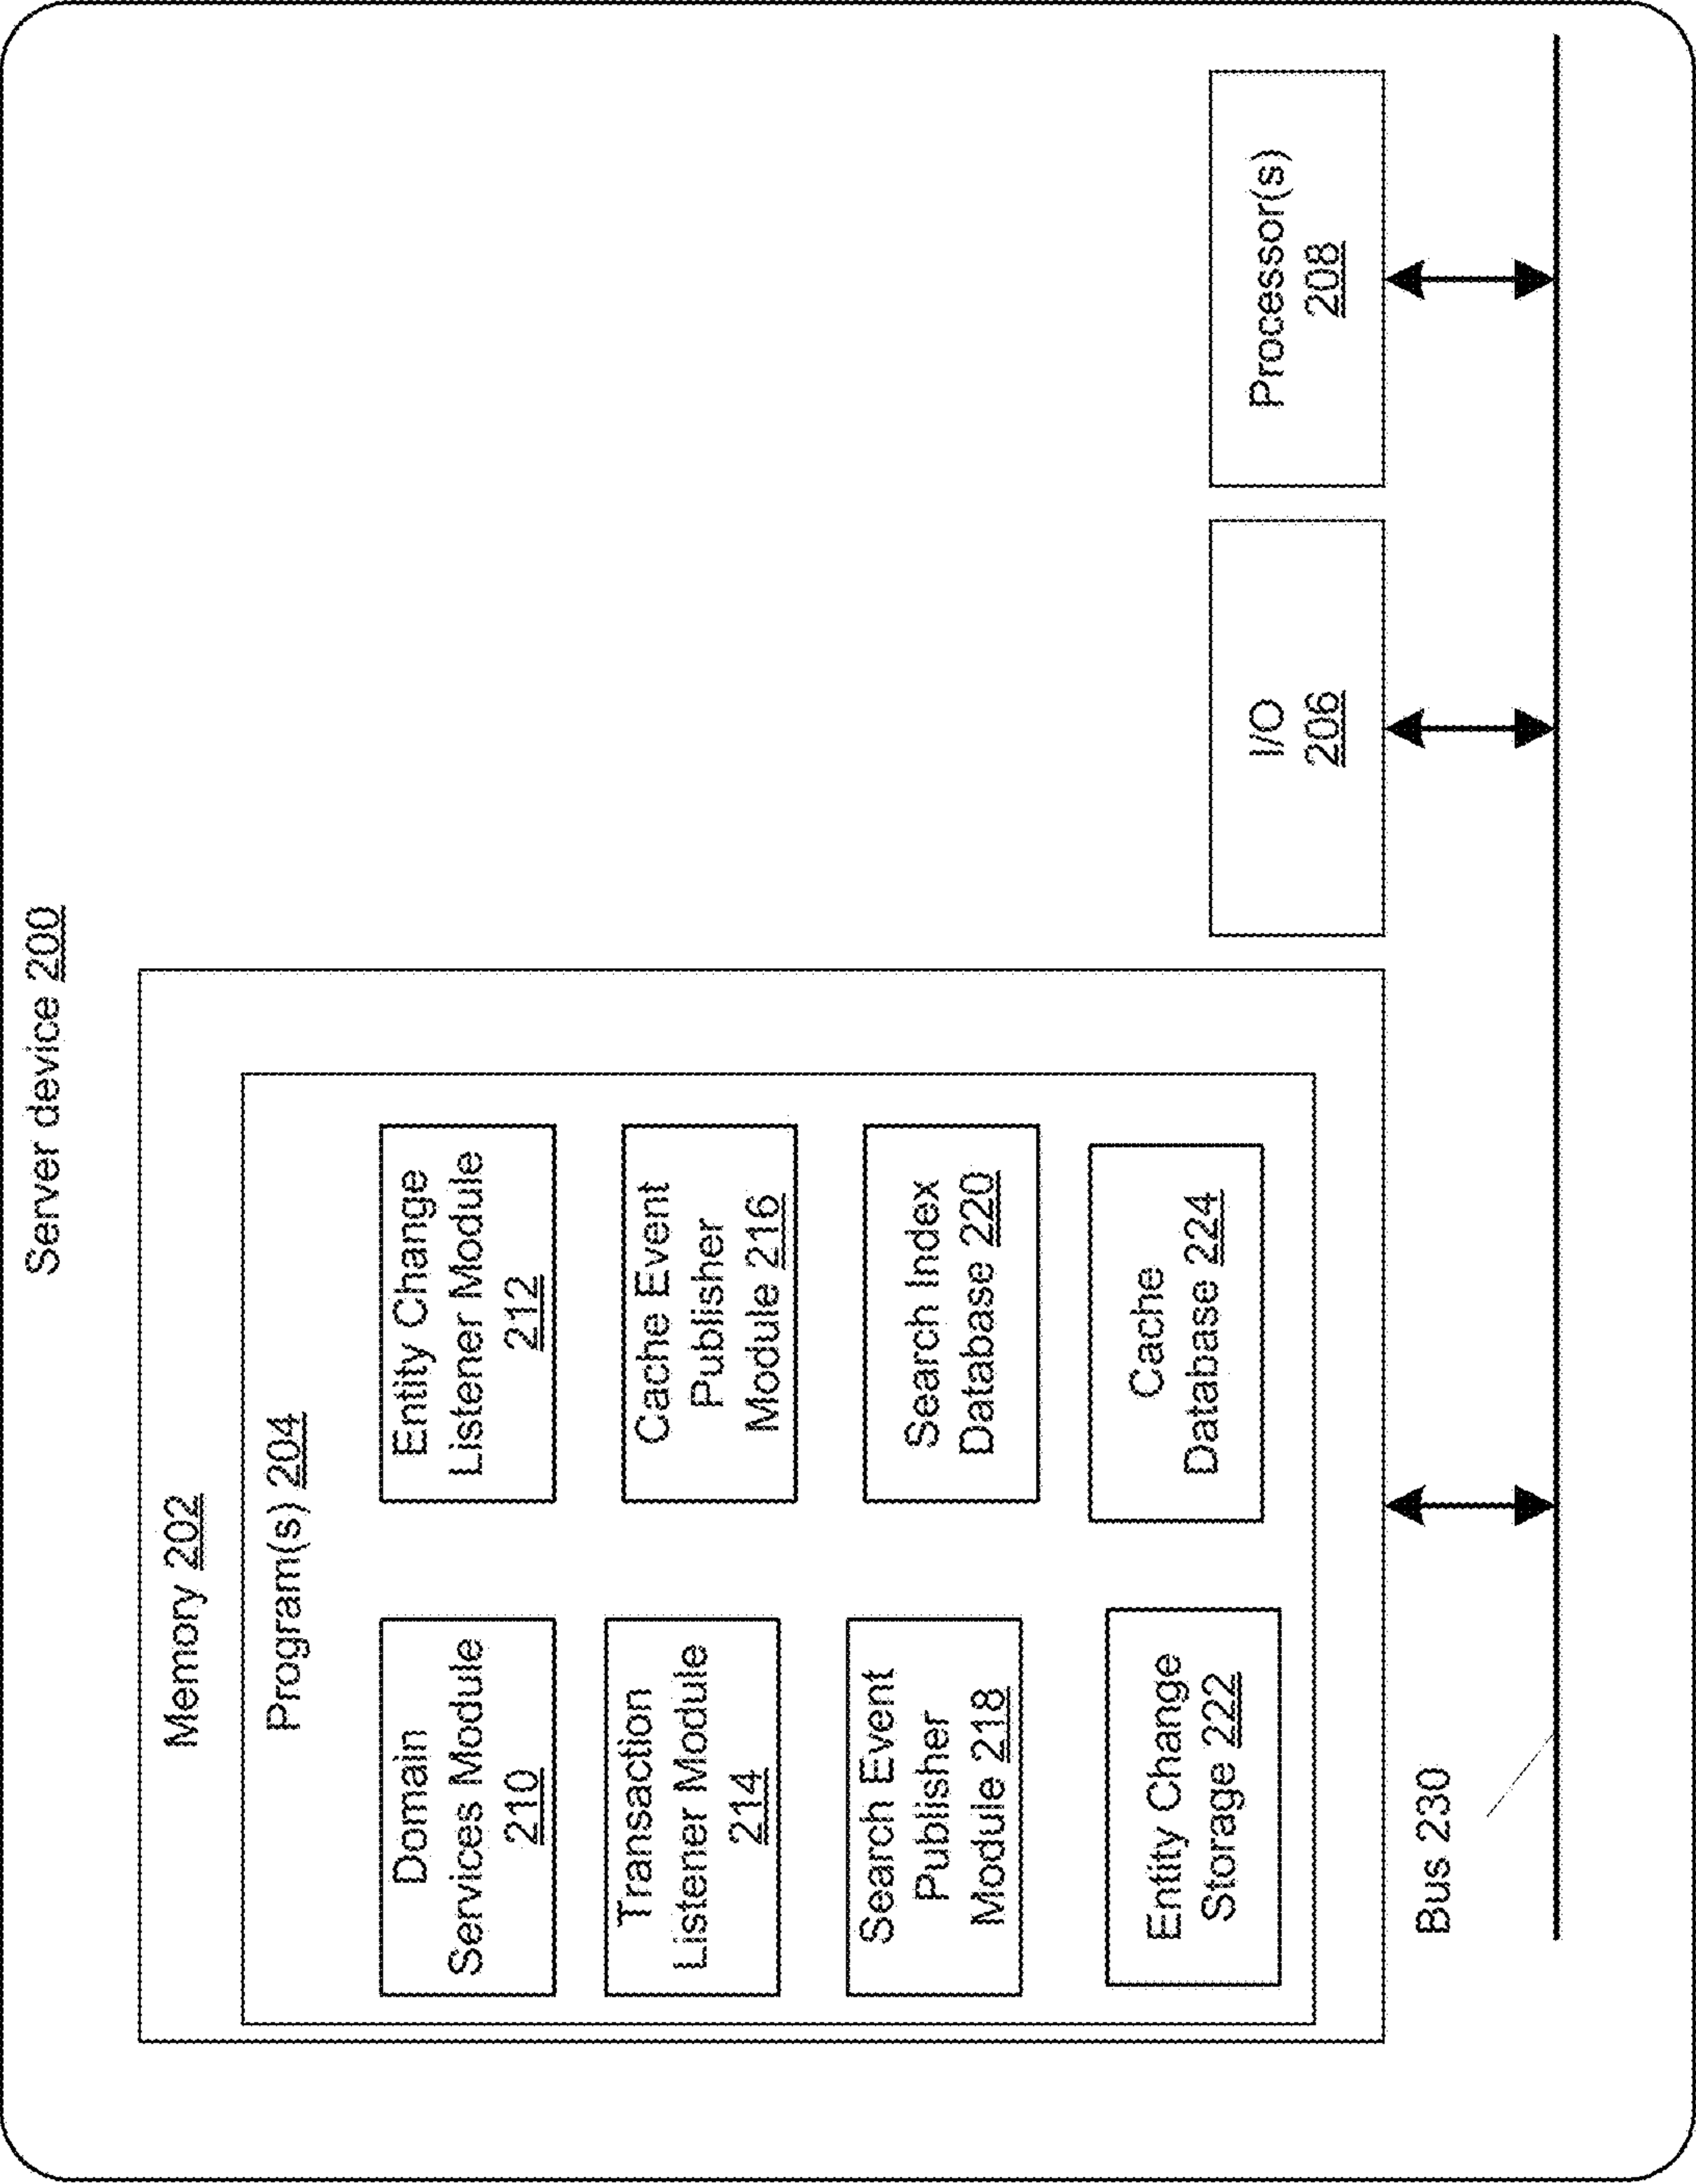 Server device 200
Memory 202
Program(s) 204
Domain
Services Module
210
Entity Change
Listener Module
212
Transaction
Listener Module
214
Cache Event
Publisher
Module 216
Search Event
Publisher
Module 218
Search Index
Database 220
Entity Change
Storage 222
Cache
Database 224
I/O
206
Processor(s)
208
Bus 230